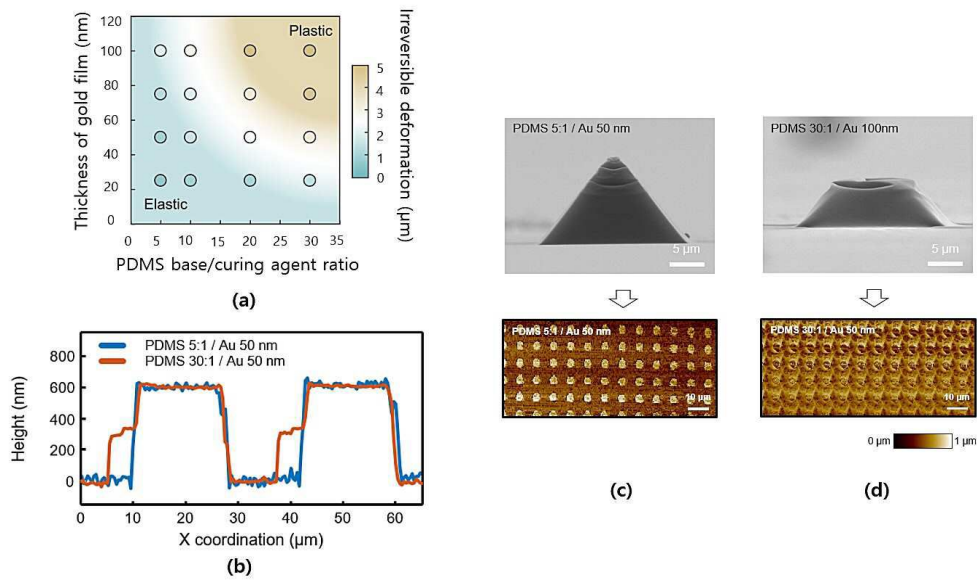 Thickness of gold film (nm)
120
100
80
60
40
20
0
Plastic
Elastic
0
5
10
20
30
35
PDMS base/curing agent ratio
5
4
3
2
1
0
Irreversible deformation (μm)
(a)
PDMS 5:1 / Au 50 nm
PDMS 30:1 / Au 50 nm
Height (nm)
800
600
400
200
0
0
10
20
30
40
50
60
X coordination (μm)
(b)
PDMS 5:1 / Au 50 nm
5 μm
PDMS 5:1 / Au 50 nm
10 μm
(c)
PDMS 30:1 / Au 100nm
5 μm
PDMS 30:1 / Au 50 nm
10 μm
0 μm
1 μm
(d)